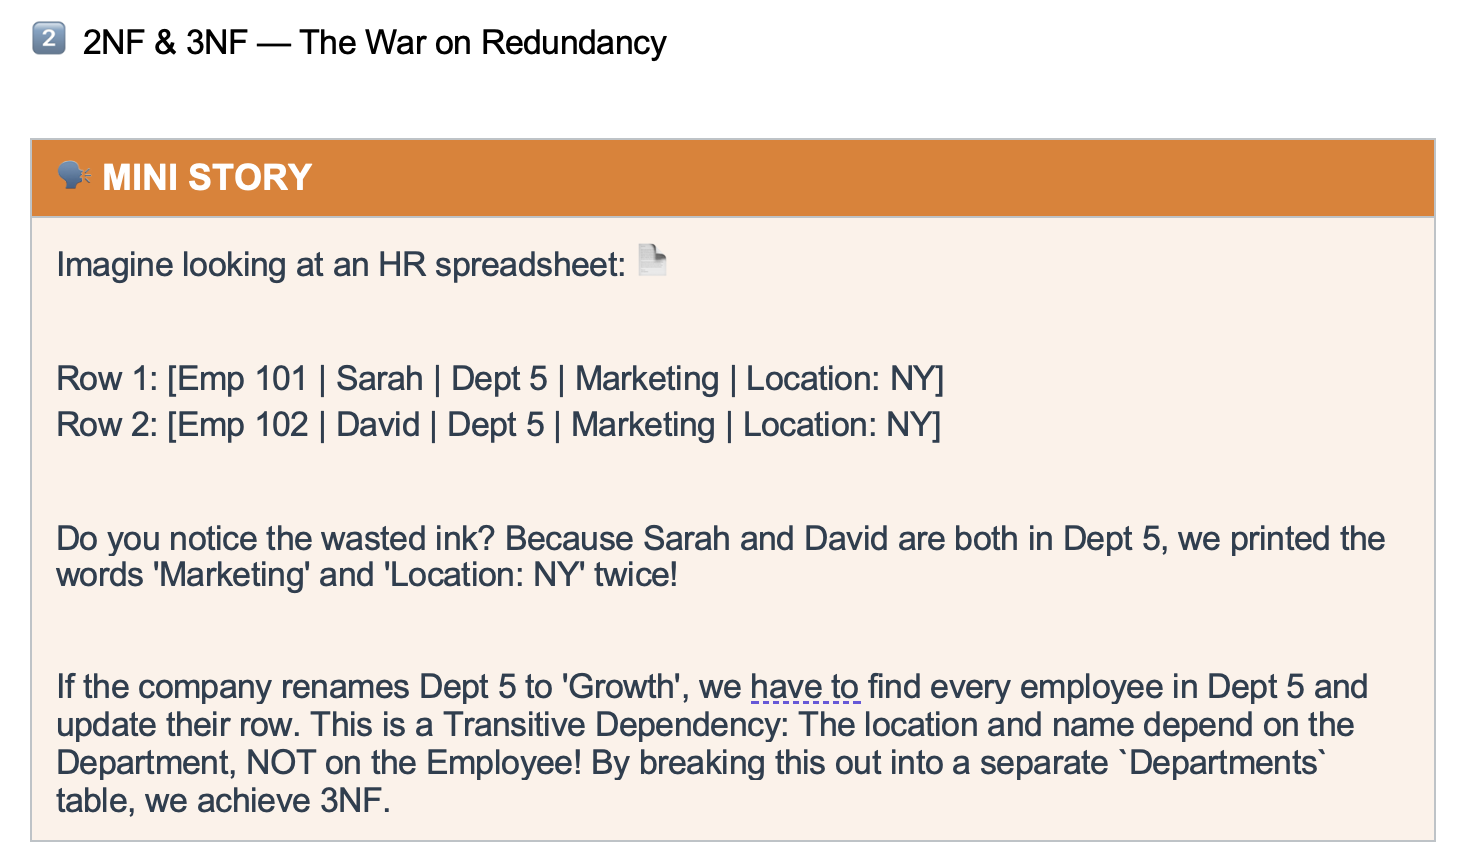 2 2NF & 3NF — The War on Redundancy
MINI STORY
Imagine looking at an HR spreadsheet:
Row 1: [Emp 101 | Sarah | Dept 5 | Marketing | Location: NY]
Row 2: [Emp 102 | David | Dept 5 | Marketing | Location: NY]
Do you notice the wasted ink? Because Sarah and David are both in Dept 5, we printed the
words 'Marketing' and 'Location: NY' twice!
If the company renames Dept 5 to 'Growth', we have to find every employee in Dept 5 and
update their row. This is a Transitive Dependency: The location and name depend on the
Department, NOT on the Employee! By breaking this out into a separate `Departments`
table, we achieve 3NF.